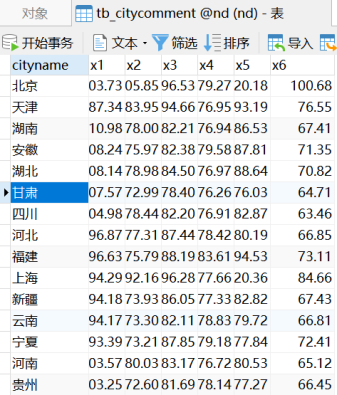 对象 tb_citycomment @nd (nd) - 表
开始事务 文本 筛选 排序 导入
cityname x1 x2 x3 x4 x5 x6
北京 03.73 05.85 96.53 79.27 20.18 100.68
天津 87.34 83.95 94.66 76.95 93.19 76.55
湖南 10.98 78.00 82.21 76.94 86.53 67.41
安徽 08.24 75.97 82.38 79.58 87.81 71.35
湖北 08.14 78.98 84.50 76.97 88.64 70.82
甘肃 07.57 72.99 78.40 76.26 76.03 64.71
四川 04.98 78.44 82.20 76.91 82.87 63.46
河北 96.87 77.31 87.44 78.42 80.19 66.85
福建 96.63 75.79 88.19 83.61 94.53 73.11
上海 94.29 92.16 96.28 77.66 20.36 84.66
新疆 94.18 73.93 86.05 77.33 82.82 67.43
云南 94.17 73.30 82.11 78.83 79.72 66.81
宁夏 93.39 73.21 87.85 79.18 77.84 72.41
河南 03.57 80.03 83.17 76.72 80.53 65.12
贵州 03.25 72.60 81.69 78.14 77.27 66.45